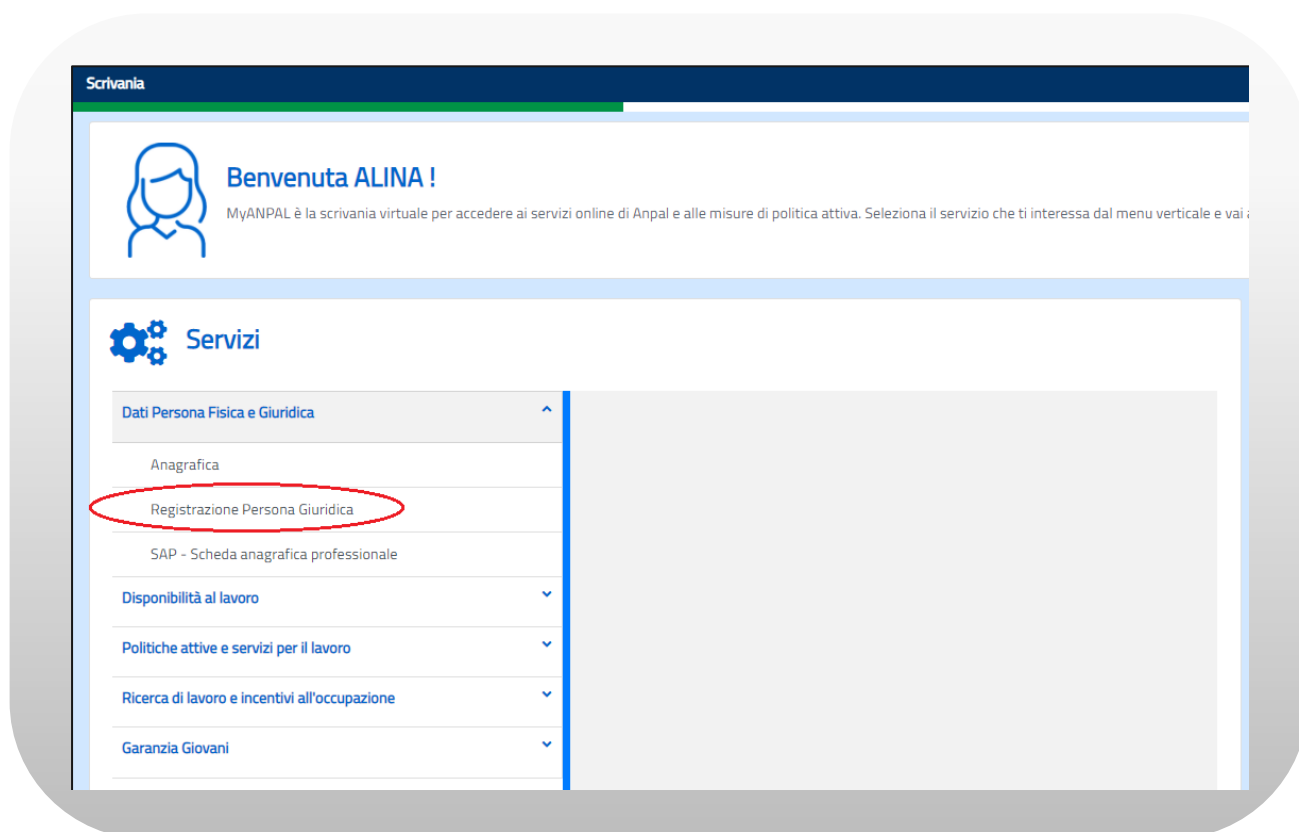 Scrivania
Benvenuta ALINA !
MyANPAL è la scrivania virtuale per accedere ai servizi online di Anpal e alle misure di politica attiva. Seleziona il servizio che ti interessa dal menu verticale e vai
Servizi
Dati Persona Fisica e Giuridica
Anagrafica
Registrazione Persona Giuridica
SAP - Scheda anagrafica professionale
Disponibilità al lavoro
Politiche attive e servizi per il lavoro
Ricerca di lavoro e incentivi all'occupazione
Garanzia Giovani